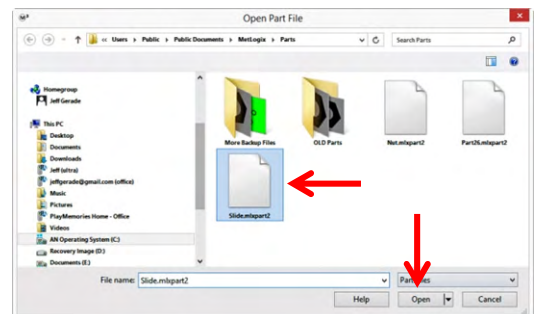 Open Part File
« Users ▸ Public ▸ Public Documents ▸ MetLogix ▸ Parts
Search Parts
Homegroup
Jeff Gerade
This PC
Desktop
Documents
Downloads
Jeff (ultra)
jeffgerade@gmail.com (office)
Music
Pictures
PlayMemories Home - Office
Videos
AN Operating System (C:)
Recovery Image (D:)
Documents (E:)
More Backup Files
OLD Parts
Nut.mlxpart2
Part26.mlxpart2
Slide.mlxpart2
File name: Slide.mlxpart2
Help
Open
Cancel